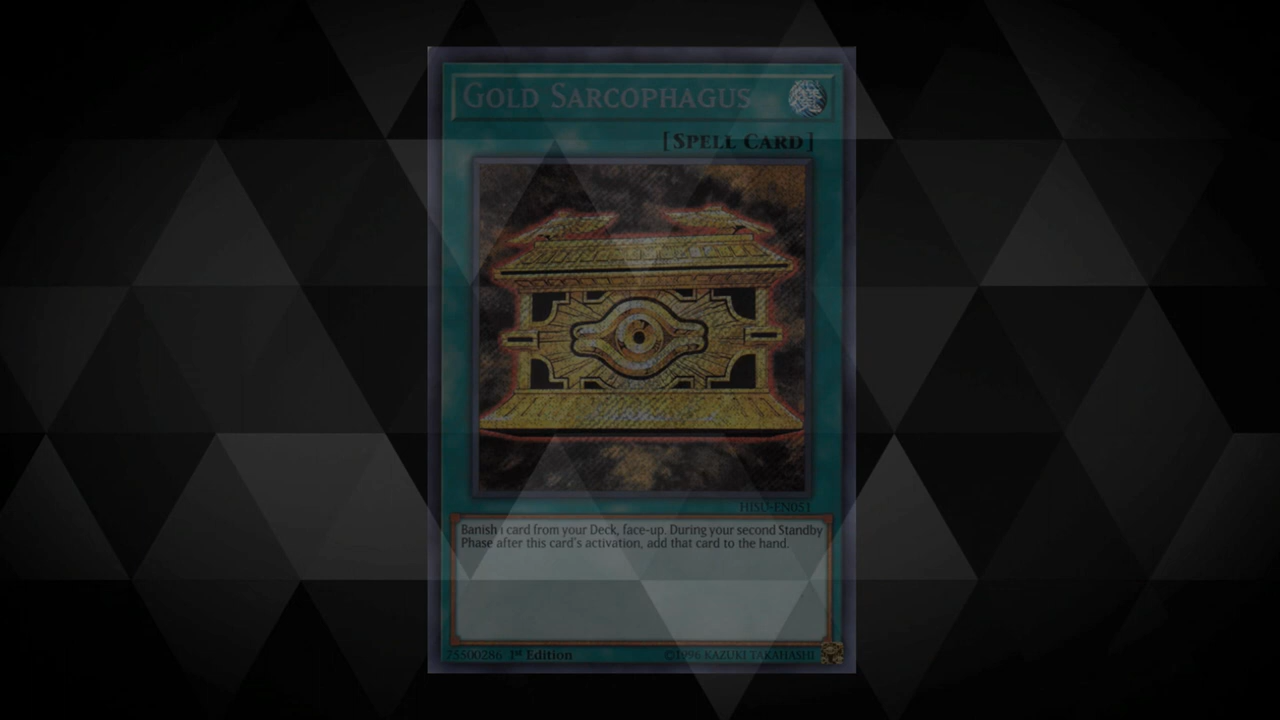 GOLD SARCOPHAGUS
[SPELL CARD]
HISU-EN051
Banish 1 card from your Deck, face-up. During your second Standby
Phase after this card's activation, add that card to the hand.
75500286 1st Edition ©1996 KAZUKI TAKAHASHI